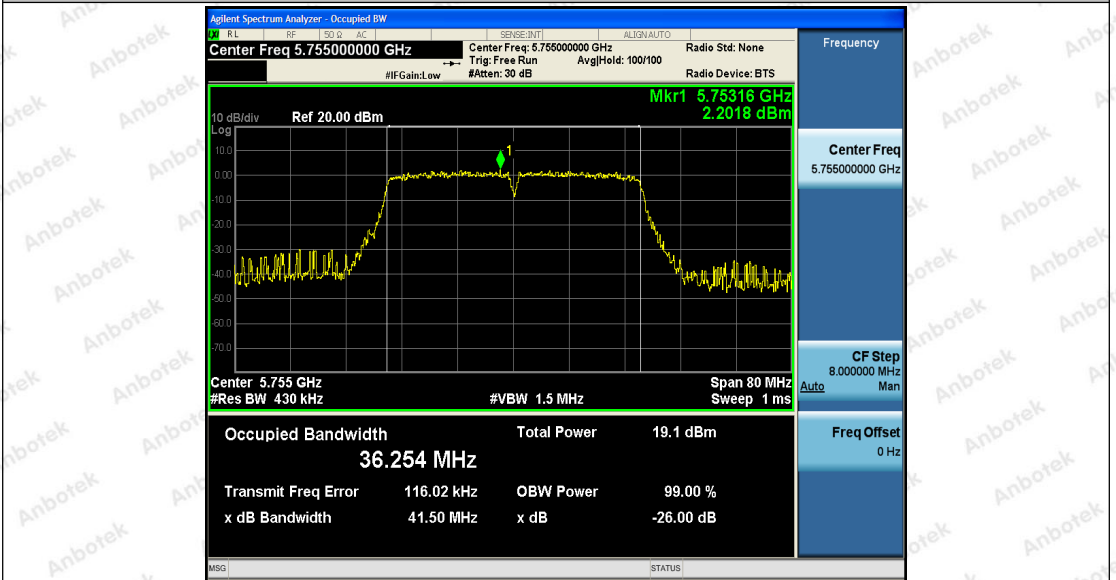 Agilent Spectrum Analyzer - Occupied BW
LXI RL RF 50 Ω AC SENSE:INT ALIGN AUTO
Center Freq 5.755000000 GHz
Center Freq: 5.755000000 GHz Radio Std: None
Trig: Free Run Avg|Hold: 100/100
#IFGain:Low #Atten: 30 dB Radio Device: BTS
Mkr1 5.75316 GHz
2.2018 dBm
10 dB/div Ref 20.00 dBm
Log
10.0
1
0.00
-10.0
-20.0
-30.0
-40.0
-50.0
-60.0
-70.0
Center 5.755 GHz Span 80 MHz
#Res BW 430 kHz #VBW 1.5 MHz Sweep 1 ms
Occupied Bandwidth Total Power 19.1 dBm
36.254 MHz
Transmit Freq Error 116.02 kHz OBW Power 99.00 %
x dB Bandwidth 41.50 MHz x dB -26.00 dB
MSG STATUS
Frequency
Center Freq
5.755000000 GHz
CF Step
8.000000 MHz
Auto Man
Freq Offset
0 Hz
Anbotek